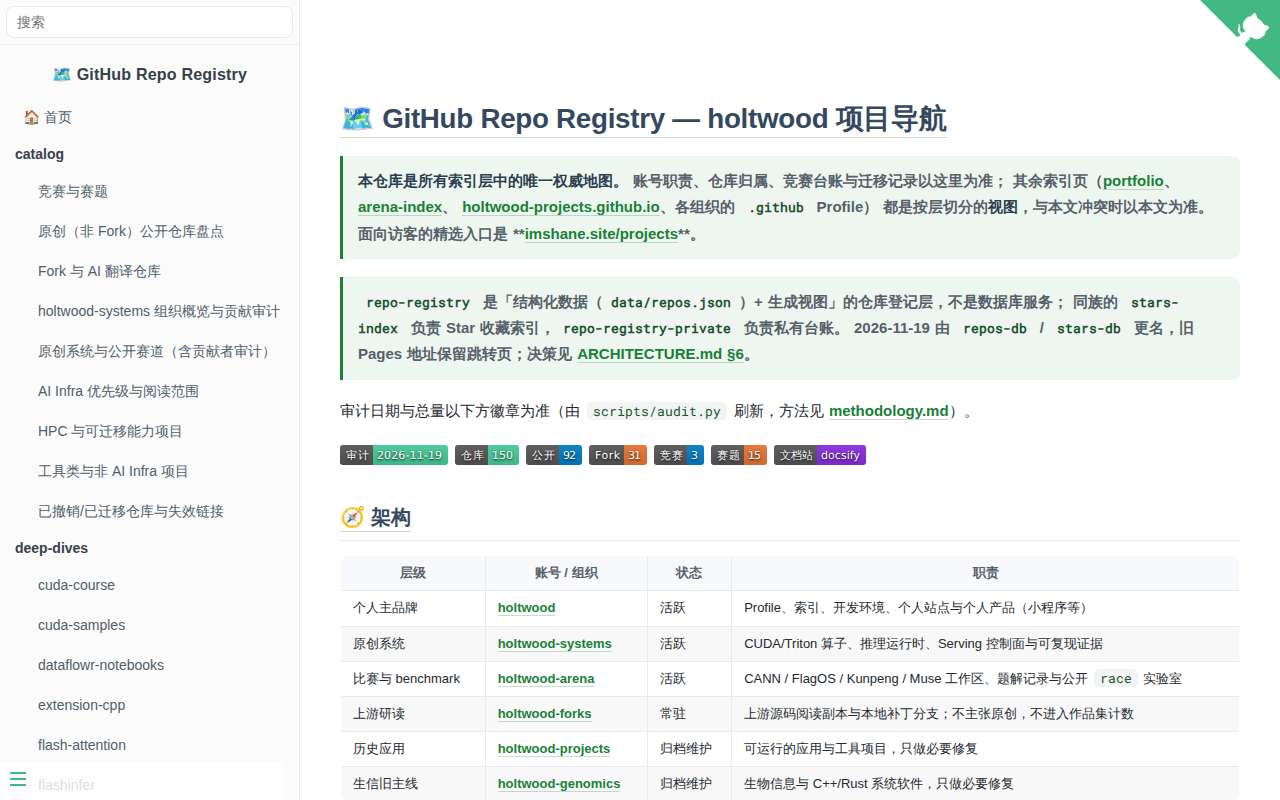 搜索
🗺️ GitHub Repo Registry
🏠 首页
catalog
竞赛与赛题
原创（非 Fork）公开仓库盘点
Fork 与 AI 翻译仓库
holtwood-systems 组织概览与贡献审计
原创系统与公开赛道（含贡献者审计）
AI Infra 优先级与阅读范围
HPC 与可迁移能力项目
工具类与非 AI Infra 项目
已撤销/已迁移仓库与失效链接
deep-dives
cuda-course
cuda-samples
dataflowr-notebooks
extension-cpp
flash-attention
flashinfer
🗺️ GitHub Repo Registry — holtwood 项目导航
本仓库是所有索引层中的唯一权威地图。 账号职责、仓库归属、竞赛台账与迁移记录以这里为准； 其余索引页（portfolio、
arena-index、 holtwood-projects.github.io、各组织的 .github Profile） 都是按层切分的视图，与本文冲突时以本文为准。
面向访客的精选入口是 **imshane.site/projects**。
repo-registry 是「结构化数据（ data/repos.json ）+ 生成视图」的仓库登记层，不是数据库服务； 同族的 stars-
index 负责 Star 收藏索引， repo-registry-private 负责私有台账。 2026-11-19 由 repos-db / stars-db 更名，旧
Pages 地址保留跳转页；决策见 ARCHITECTURE.md §6。
审计日期与总量以下方徽章为准（由 scripts/audit.py 刷新，方法见 methodology.md）。
审计 2026-11-19 仓库 150 公开 92 Fork 31 竞赛 3 赛题 15 文档站 docsify
🧭 架构
层级 账号 / 组织 状态 职责
个人主品牌 holtwood 活跃 Profile、索引、开发环境、个人站点与个人产品（小程序等）
原创系统 holtwood-systems 活跃 CUDA/Triton 算子、推理运行时、Serving 控制面与可复现证据
比赛与 benchmark holtwood-arena 活跃 CANN / FlagOS / Kunpeng / Muse 工作区、题解记录与公开 race 实验室
上游研读 holtwood-forks 常驻 上游源码阅读副本与本地补丁分支；不主张原创，不进入作品集计数
历史应用 holtwood-projects 归档维护 可运行的应用与工具项目，只做必要修复
生信旧主线 holtwood-genomics 归档维护 生物信息与 C++/Rust 系统软件，只做必要修复